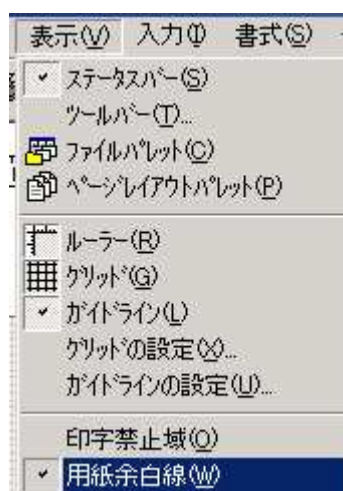 表示(V) 入力(I) 書式(S)
ステータスバー(S)
ツールバー(T)...
ファイルパレット(C)
ページレイアウトパレット(P)
ルーラー(R)
グリッド(G)
ガイドライン(L)
グリッドの設定(X)...
ガイドラインの設定(U)...
印字禁止域(O)
用紙余白線(W)